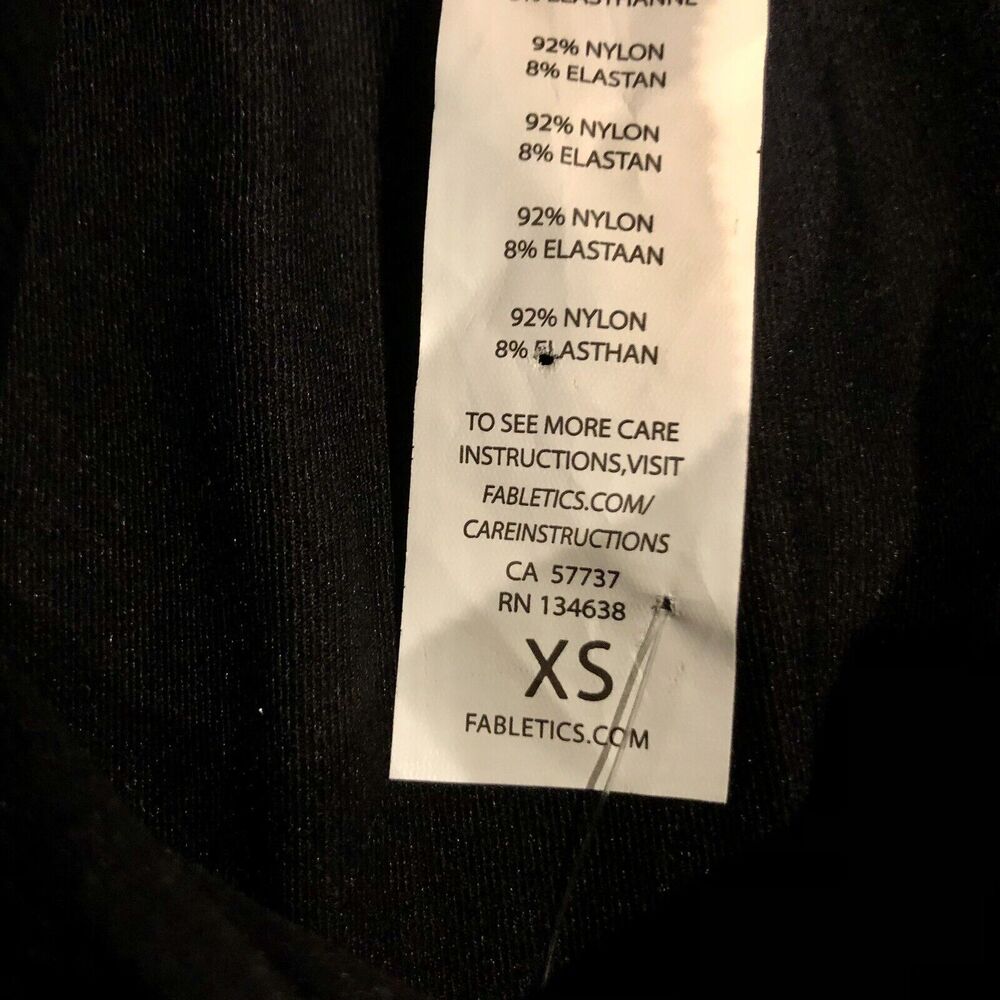 ELASTHANNE
92% NYLON
8% ELASTAN
92% NYLON
8% ELASTAN
92% NYLON
8% ELASTAAN
92% NYLON
8% ELASTHAN
TO SEE MORE CARE
INSTRUCTIONS,VISIT
FABLETICS.COM/
CAREINSTRUCTIONS
CA 57737
RN 134638
XS
FABLETICS.COM